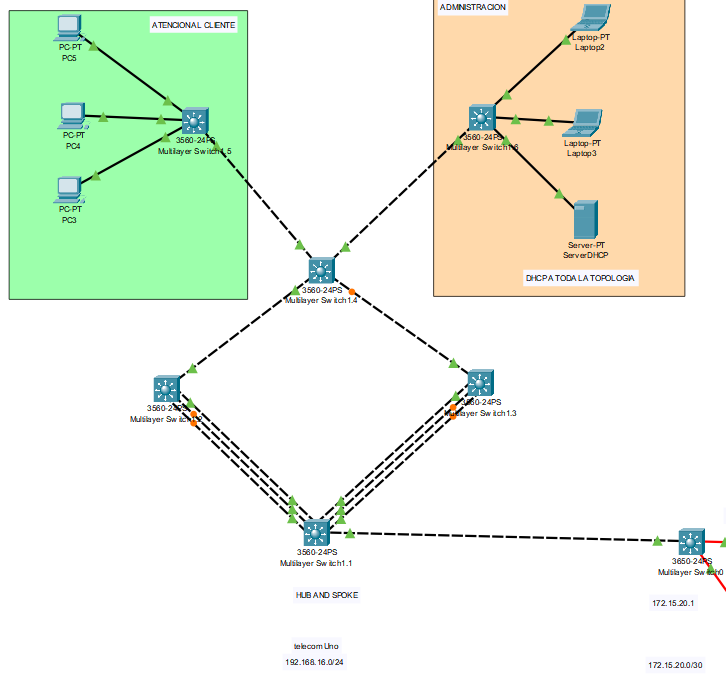 ATENCIONAL CLIENTE
PC-PT
PC5
PC-PT
PC4
PC-PT
PC3
3560-24PS
Multilayer Switch1.5
ADMNISTRACION
Laptop-PT
Laptop2
3560-24PS
Multilayer Switch1.6
Laptop-PT
Laptop3
Server-PT
ServerDHCP
DHCP A TODA LA TOPOLOGIA
3560-24PS
Multilayer Switch1.4
3560-24PS
Multilayer Switch1.2
3560-24PS
Multilayer Switch1.3
3560-24PS
Multilayer Switch1.1
3650-24PS
Multilayer Switch0
HUB AND SPOKE
172.15.20.1
telecom Uno
192.168.16.0/24
172.15.20.0/30